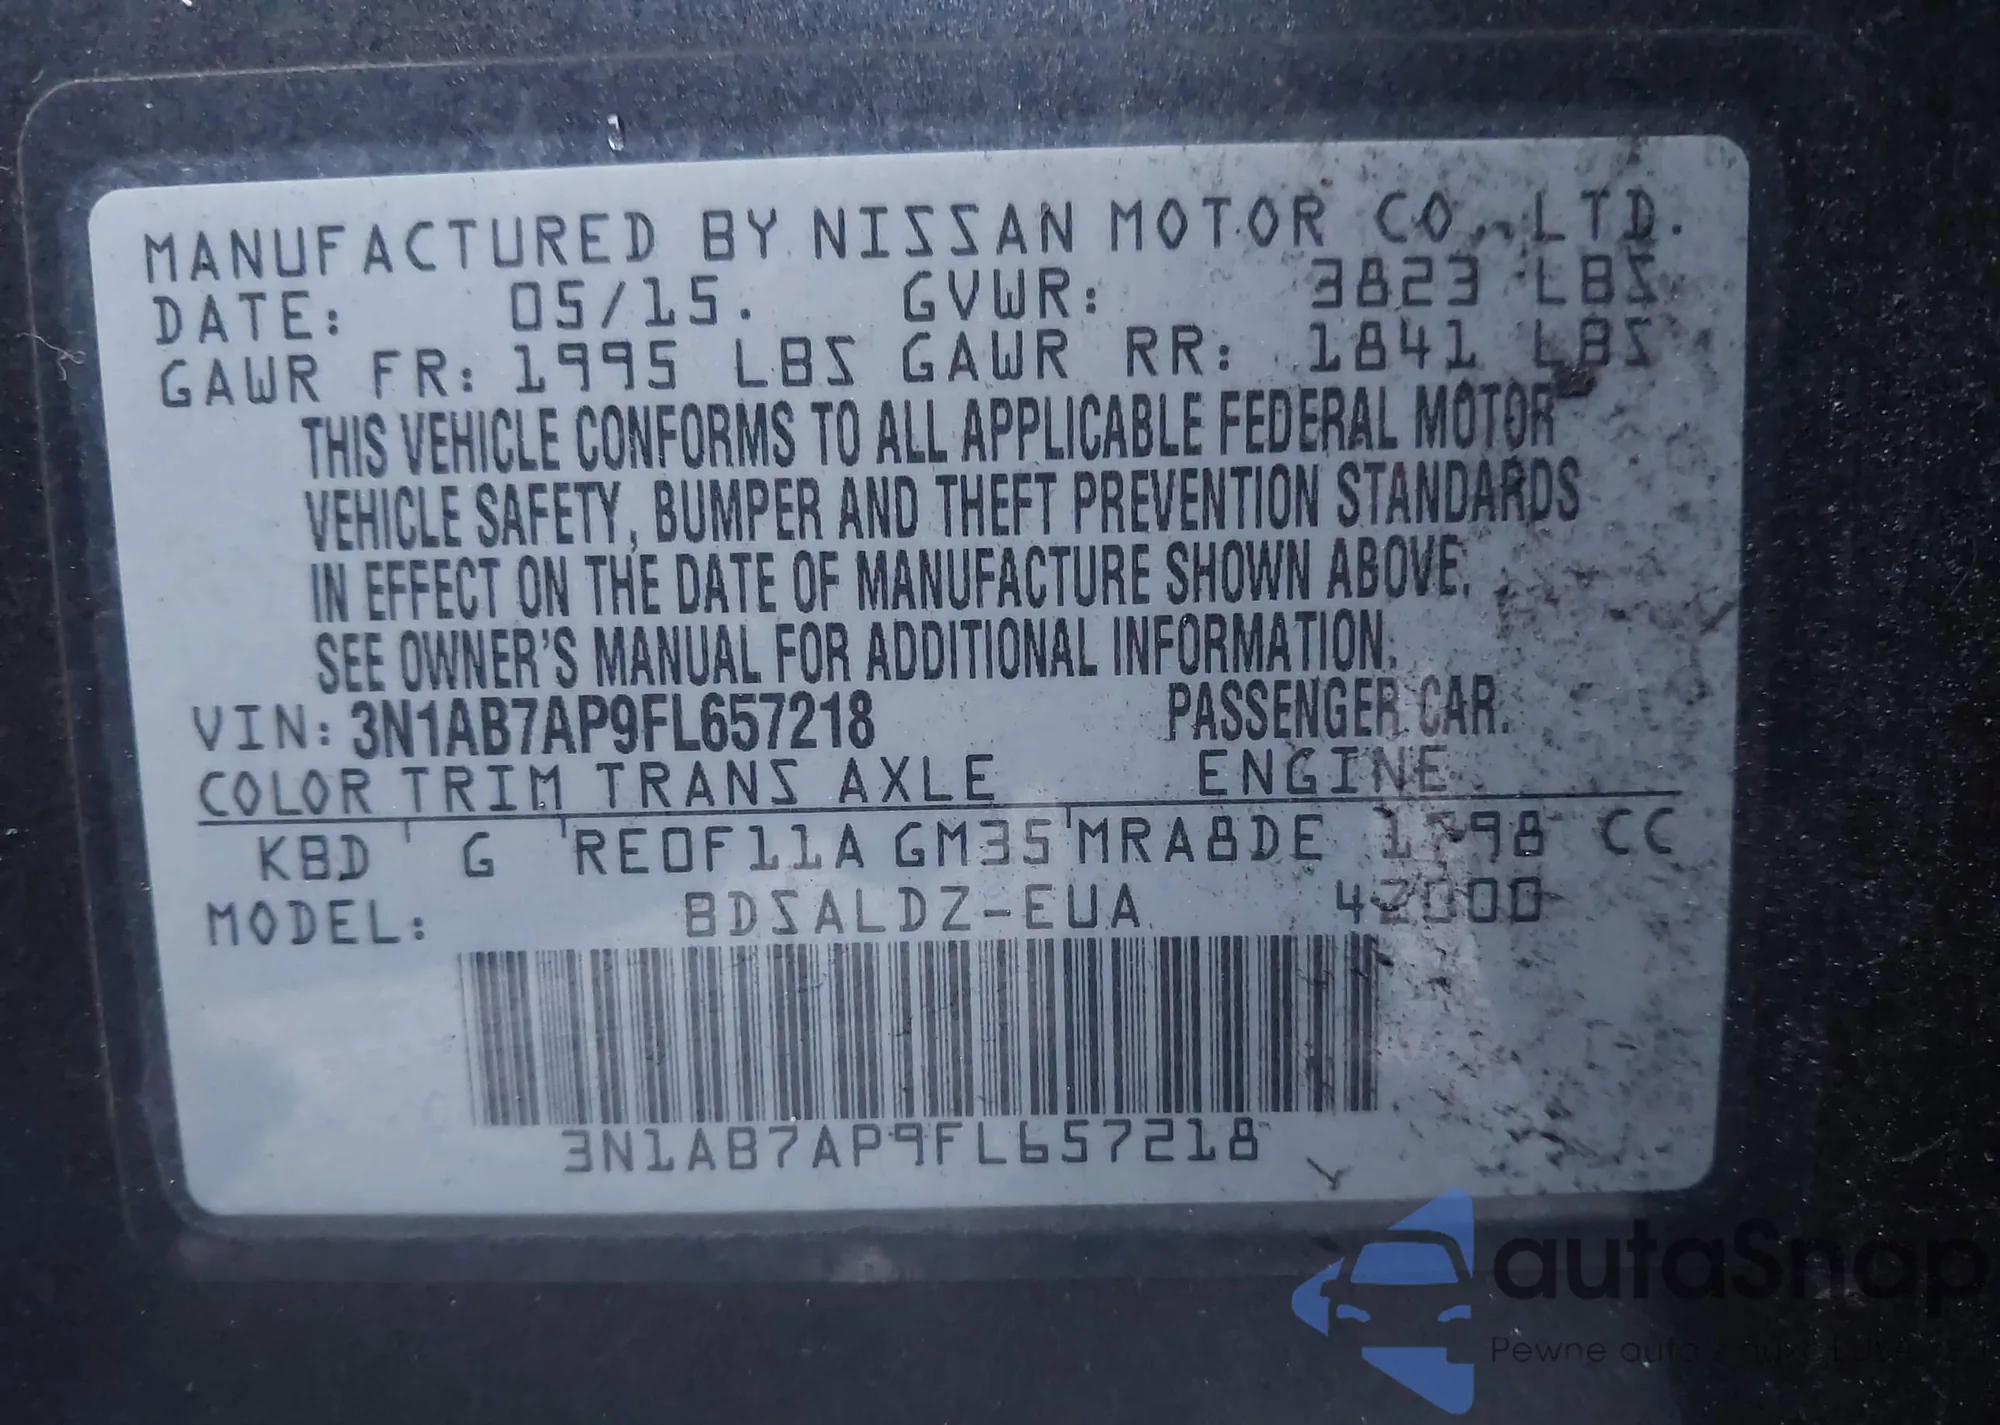 MANUFACTURED BY NISSAN MOTOR CO., LTD.
DATE: 05/15. GVWR: 3823 LBS
GAWR FR: 1995 LBS GAWR RR: 1841 LBS
THIS VEHICLE CONFORMS TO ALL APPLICABLE FEDERAL MOTOR
VEHICLE SAFETY, BUMPER AND THEFT PREVENTION STANDARDS
IN EFFECT ON THE DATE OF MANUFACTURE SHOWN ABOVE.
SEE OWNER'S MANUAL FOR ADDITIONAL INFORMATION.
VIN: 3N1AB7AP9FL657218 PASSENGER CAR.
COLOR TRIM TRANS AXLE ENGINE
KBD G RE0F11A GM35 MRA8DE 1798 CC
MODEL: BDSALDZ-EUA 42000
3N1AB7AP9FL657218
autaSnap
Pewne auta z